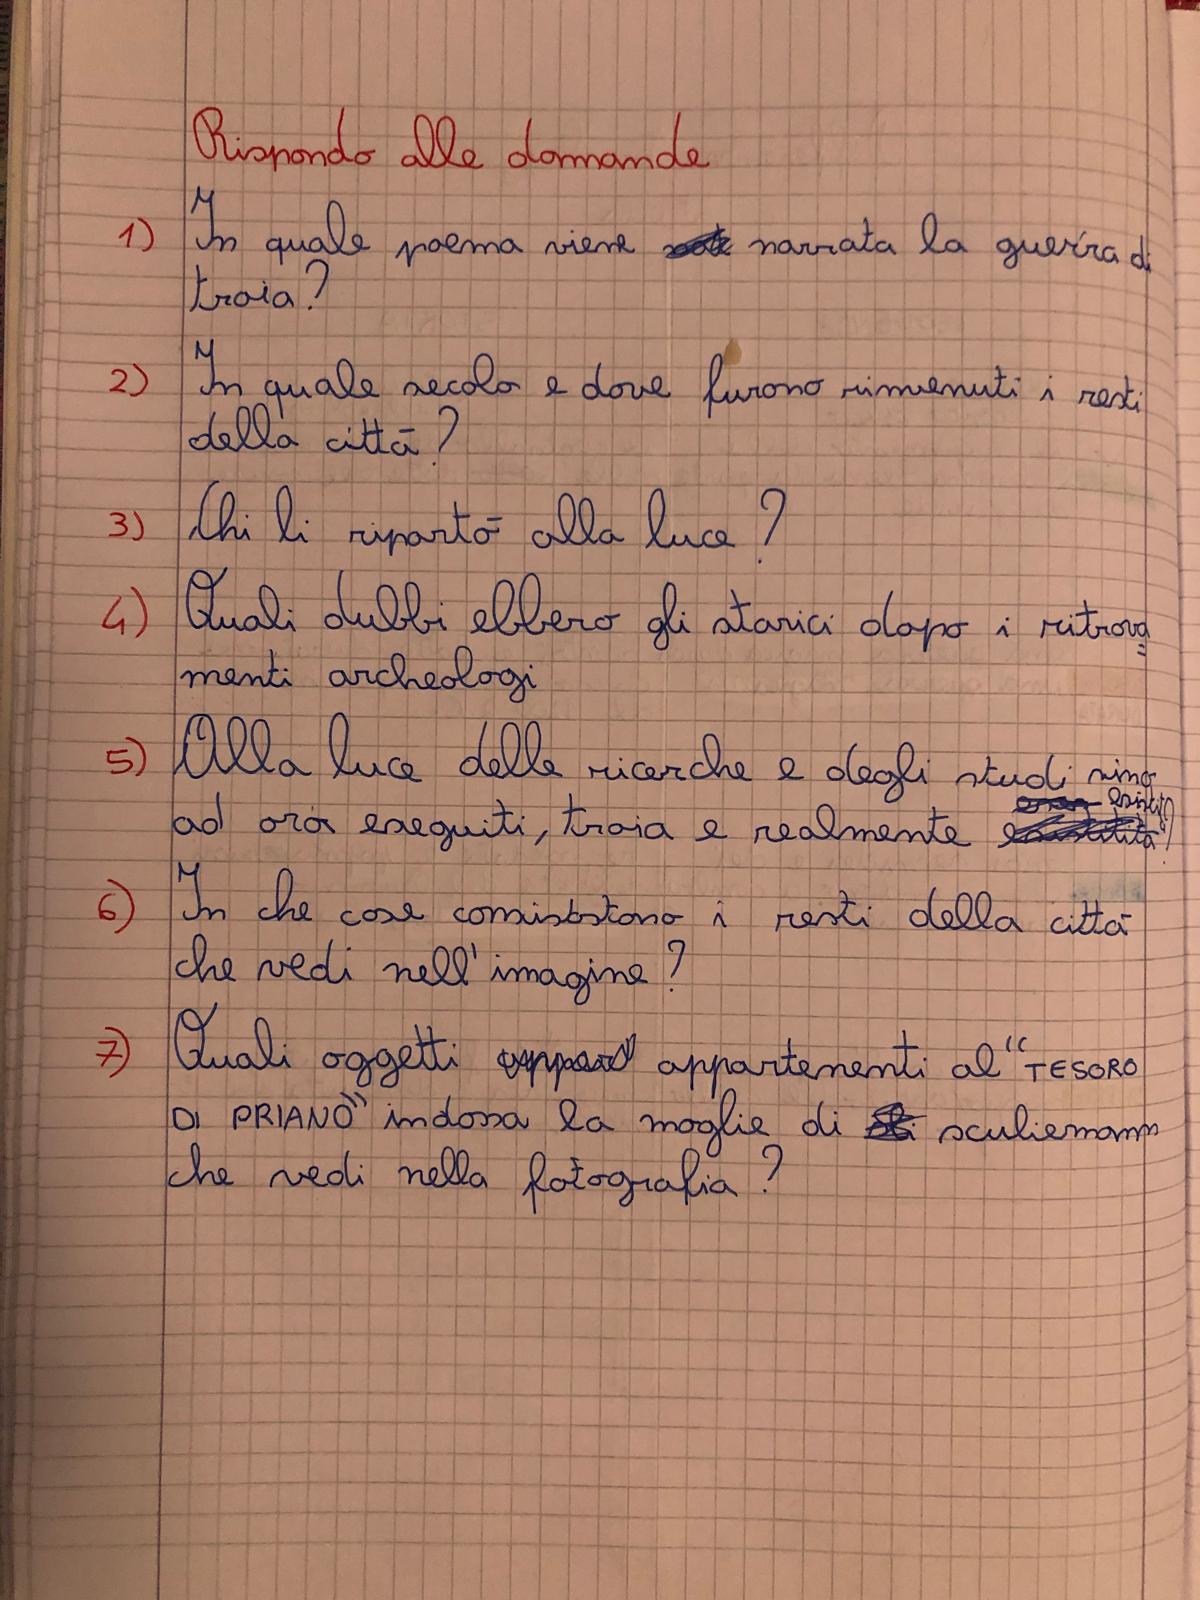 Rispondo alle domande
1) In quale poema viene narrata la guerra di
troia?
2) In quale secolo e dove furono rinvenuti i resti
della città?
3) Chi li riportò alla luce?
4) Quali dubbi ebbero gli storici dopo i ritrova
menti archeologi
5) Alla luce delle ricerche e degli studi sino
ad ora eseguiti, troia e realmente esistita?
6) In che cose consistono i resti della città
che vedi nell'imagine?
7) Quali oggetti appartenenti al "TESORO
DI PRIANO" indossa la moglie di sculiemann
che vedi nella fotografia?